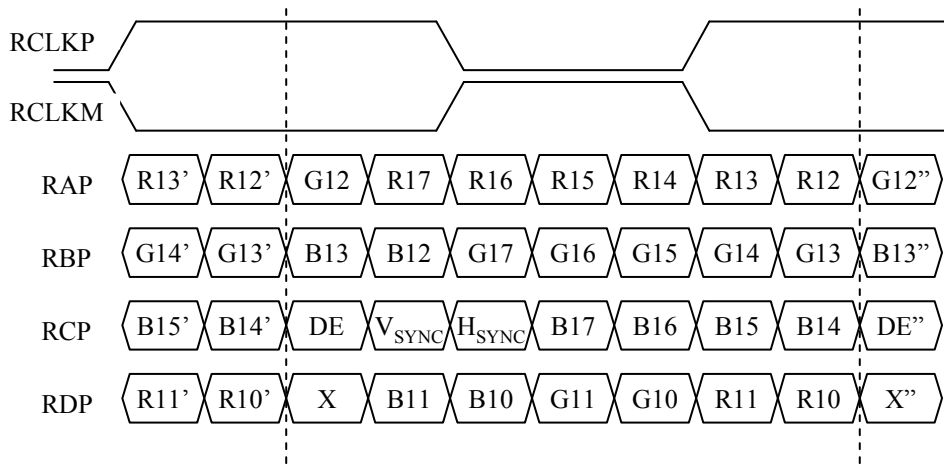 RCLKP
RCLKM
RAP R13’ R12’ G12 R17 R16 R15 R14 R13 R12 G12”
RBP G14’ G13’ B13 B12 G17 G16 G15 G14 G13 B13”
RCP B15’ B14’ DE VSYNC HSYNC B17 B16 B15 B14 DE”
RDP R11’ R10’ X B11 B10 G11 G10 R11 R10 X”